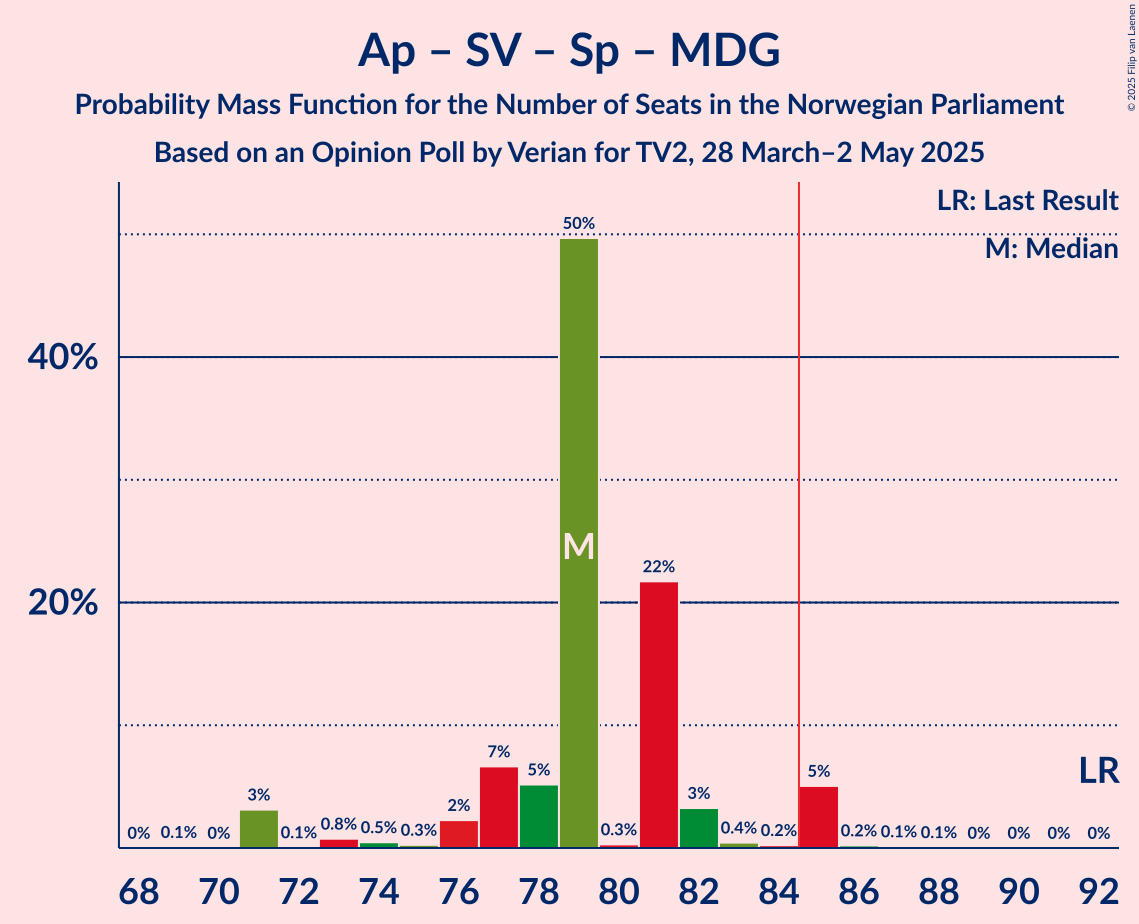 Ap – SV – Sp – MDG
Probability Mass Function for the Number of Seats in the Norwegian Parliament
Based on an Opinion Poll by Verian for TV2, 28 March–2 May 2025
© 2025 Filip van Laenen
LR: Last Result
M: Median
50%
40%
M
22%
20%
LR
7%
5%
5%
3%
2%
3%
0% 0.1% 0% 0.1% 0.8% 0.5% 0.3% 0.3% 0.4% 0.2% 0.2% 0.1% 0.1% 0% 0% 0% 0%
68 70 72 74 76 78 80 82 84 86 88 90 92